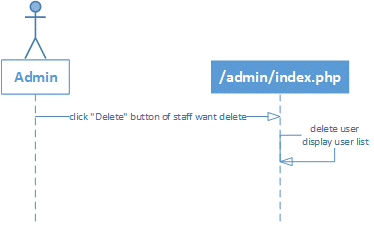 Admin
/admin/index.php
click "Delete" button of staff want delete
delete user
display user list